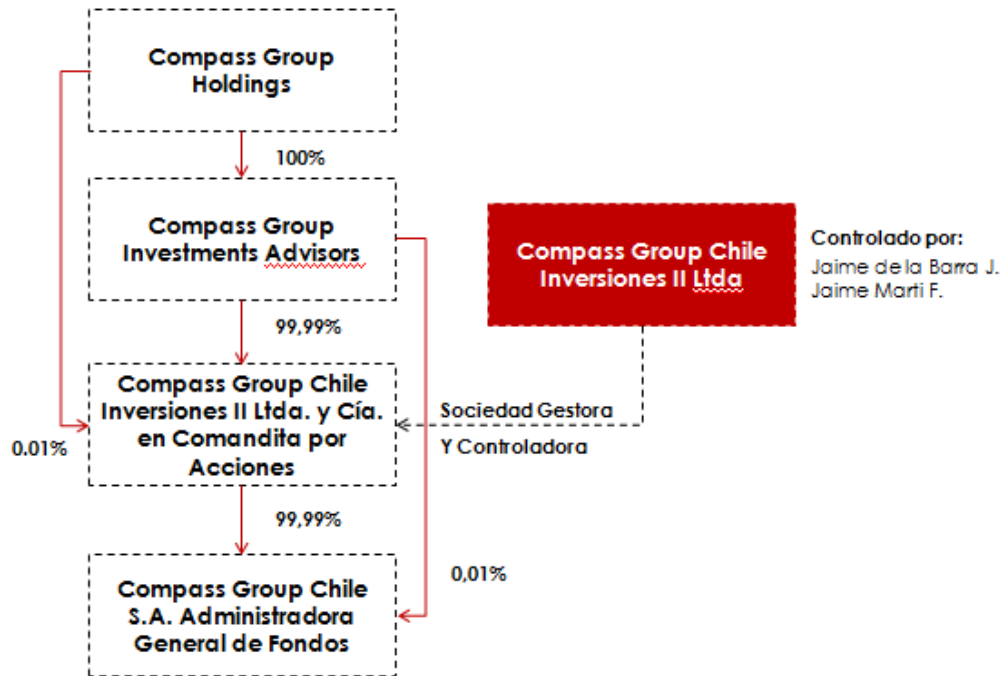 Compass Group
Holdings
100%
Compass Group
Investments Advisors
99,99%
Compass Group Chile
Inversiones II Ltda
Controlado por:
Jaime de la Barra J.
Jaime Marti F.
Compass Group Chile
Inversiones II Ltda. y Cía.
en Comandita por
Acciones
0.01%
Sociedad Gestora
Y Controladora
99,99%
0,01%
Compass Group Chile
S.A. Administradora
General de Fondos